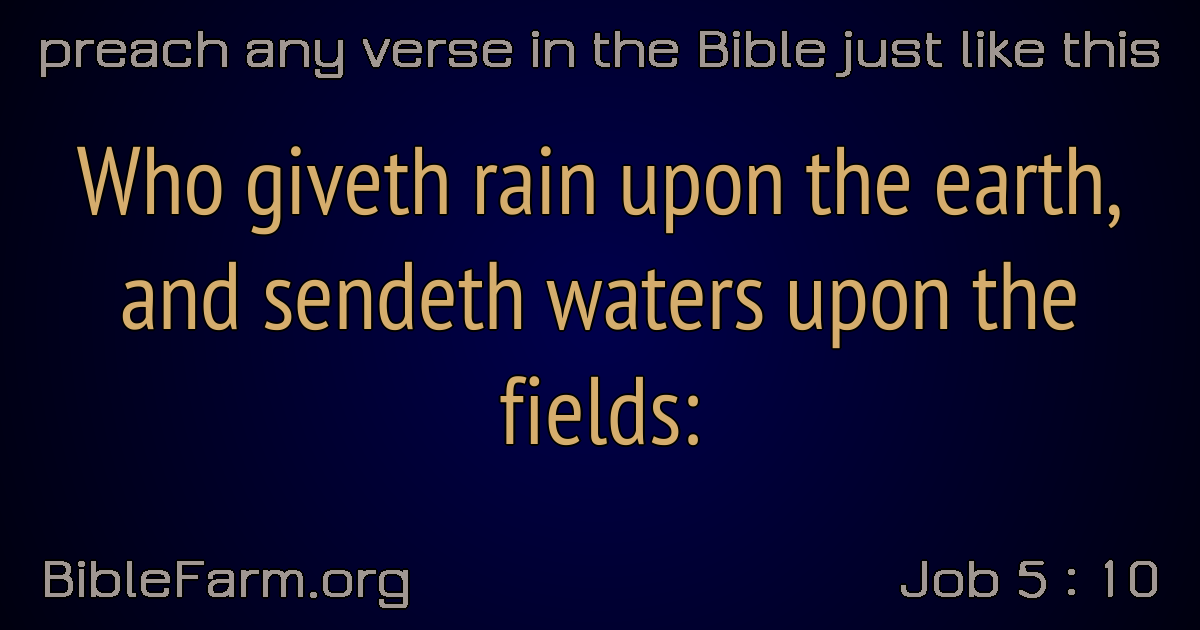 preach any verse in the Bible just like this
Who giveth rain upon the earth,
and sendeth waters upon the
fields:
BibleFarm.org
Job 5 : 10